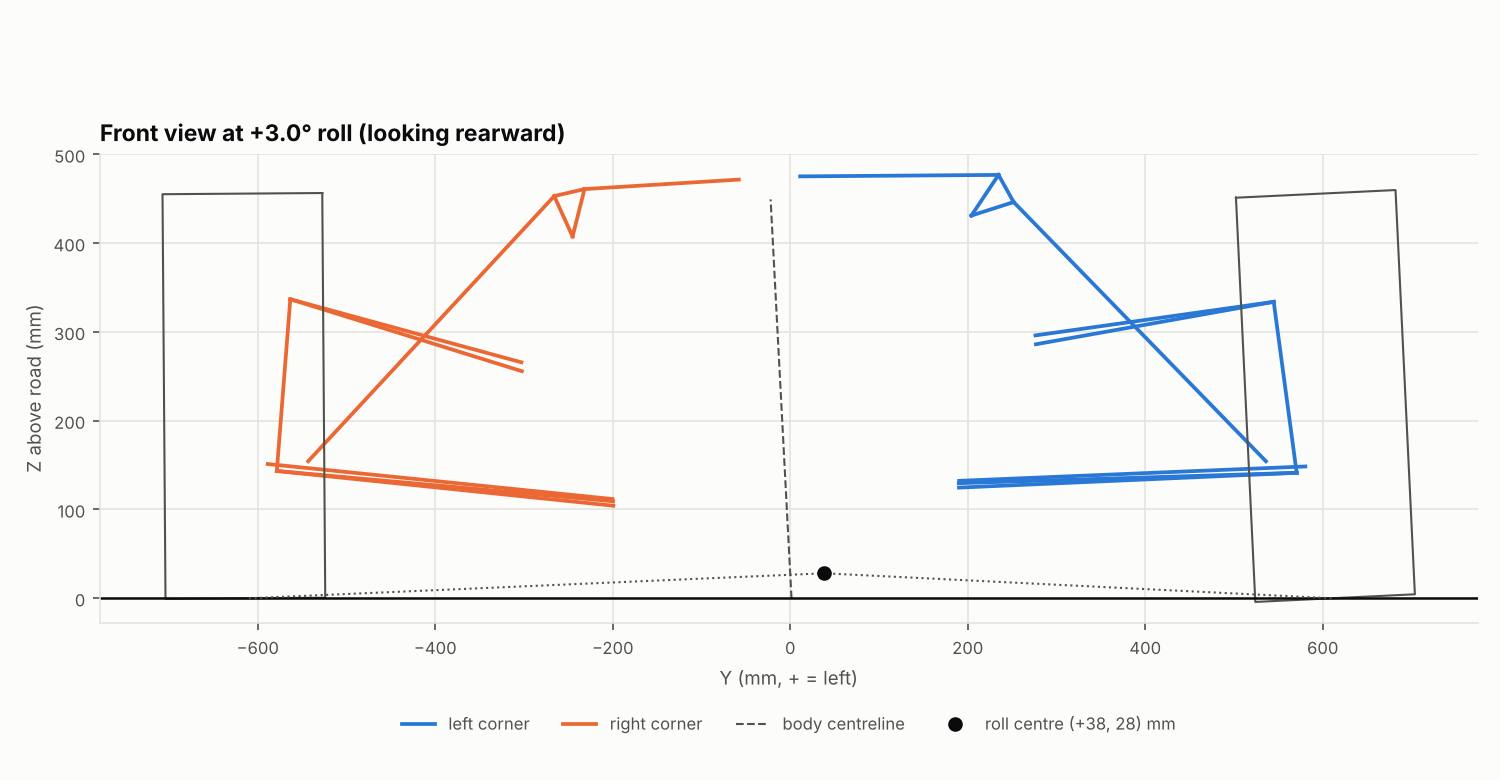 Front view at +3.0° roll (looking rearward)
500
400
300
200
100
0
Z above road (mm)
−600
−400
−200
0
200
400
600
Y (mm, + = left)
left corner
right corner
body centreline
roll centre (+38, 28) mm